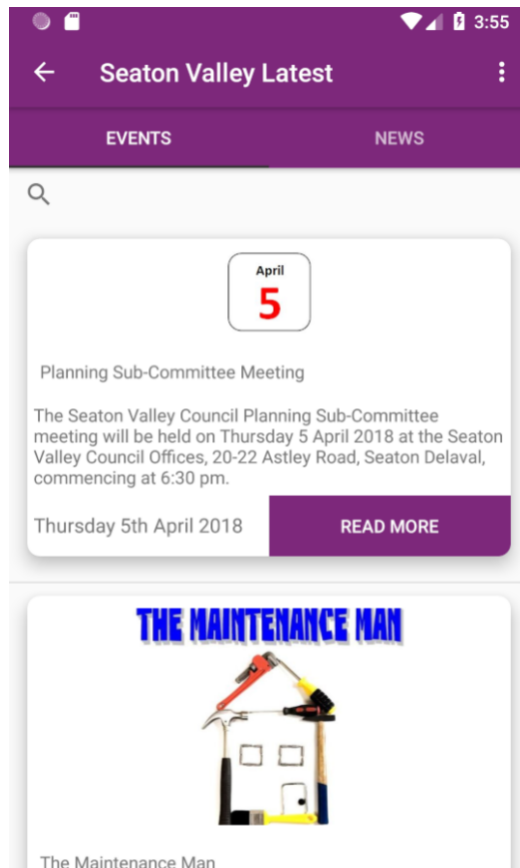 3:55
Seaton Valley Latest
EVENTS
NEWS
April
5
Planning Sub-Committee Meeting
The Seaton Valley Council Planning Sub-Committee
meeting will be held on Thursday 5 April 2018 at the Seaton
Valley Council Offices, 20-22 Astley Road, Seaton Delaval,
commencing at 6:30 pm.
Thursday 5th April 2018
READ MORE
THE MAINTENANCE MAN
The Maintenance Man